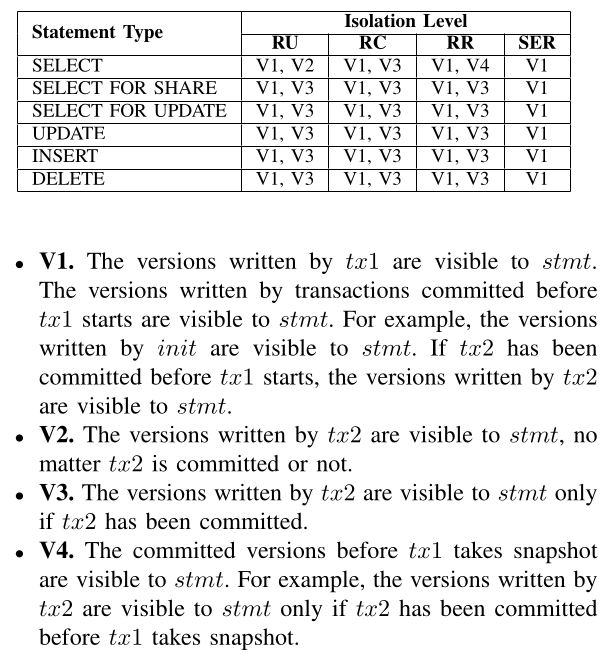 Statement Type Isolation Level
RU RC RR SER
SELECT V1, V2 V1, V3 V1, V4 V1
SELECT FOR SHARE V1, V3 V1, V3 V1, V3 V1
SELECT FOR UPDATE V1, V3 V1, V3 V1, V3 V1
UPDATE V1, V3 V1, V3 V1, V3 V1
INSERT V1, V3 V1, V3 V1, V3 V1
DELETE V1, V3 V1, V3 V1, V3 V1
• V1. The versions written by tx1 are visible to stmt.
The versions written by transactions committed before
tx1 starts are visible to stmt. For example, the versions
written by init are visible to stmt. If tx2 has been
committed before tx1 starts, the versions written by tx2
are visible to stmt.
• V2. The versions written by tx2 are visible to stmt, no
matter tx2 is committed or not.
• V3. The versions written by tx2 are visible to stmt only
if tx2 has been committed.
• V4. The committed versions before tx1 takes snapshot
are visible to stmt. For example, the versions written by
tx2 are visible to stmt only if tx2 has been committed
before tx1 takes snapshot.